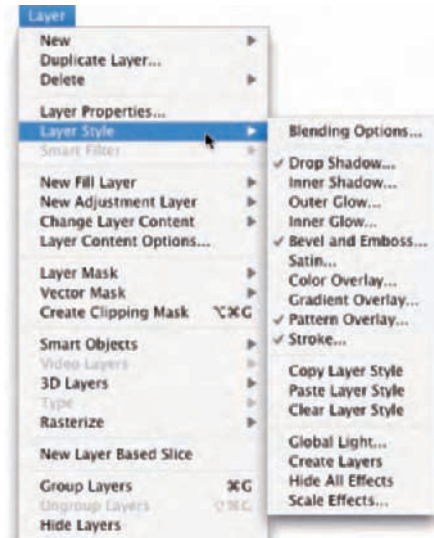 Layer
New
Duplicate Layer...
Delete
Layer Properties...
Layer Style
Smart Filter
New Fill Layer
New Adjustment Layer
Change Layer Content
Layer Content Options...
Layer Mask
Vector Mask
Create Clipping Mask ⌥⌘G
Smart Objects
Video Layers
3D Layers
Type
Rasterize
New Layer Based Slice
Group Layers ⌘G
Ungroup Layers ⇧⌘G
Hide Layers
Blending Options...
✓ Drop Shadow...
Inner Shadow...
Outer Glow...
Inner Glow...
✓ Bevel and Emboss...
Satin...
Color Overlay...
Gradient Overlay...
✓ Pattern Overlay...
✓ Stroke...
Copy Layer Style
Paste Layer Style
Clear Layer Style
Global Light...
Create Layers
Hide All Effects
Scale Effects...